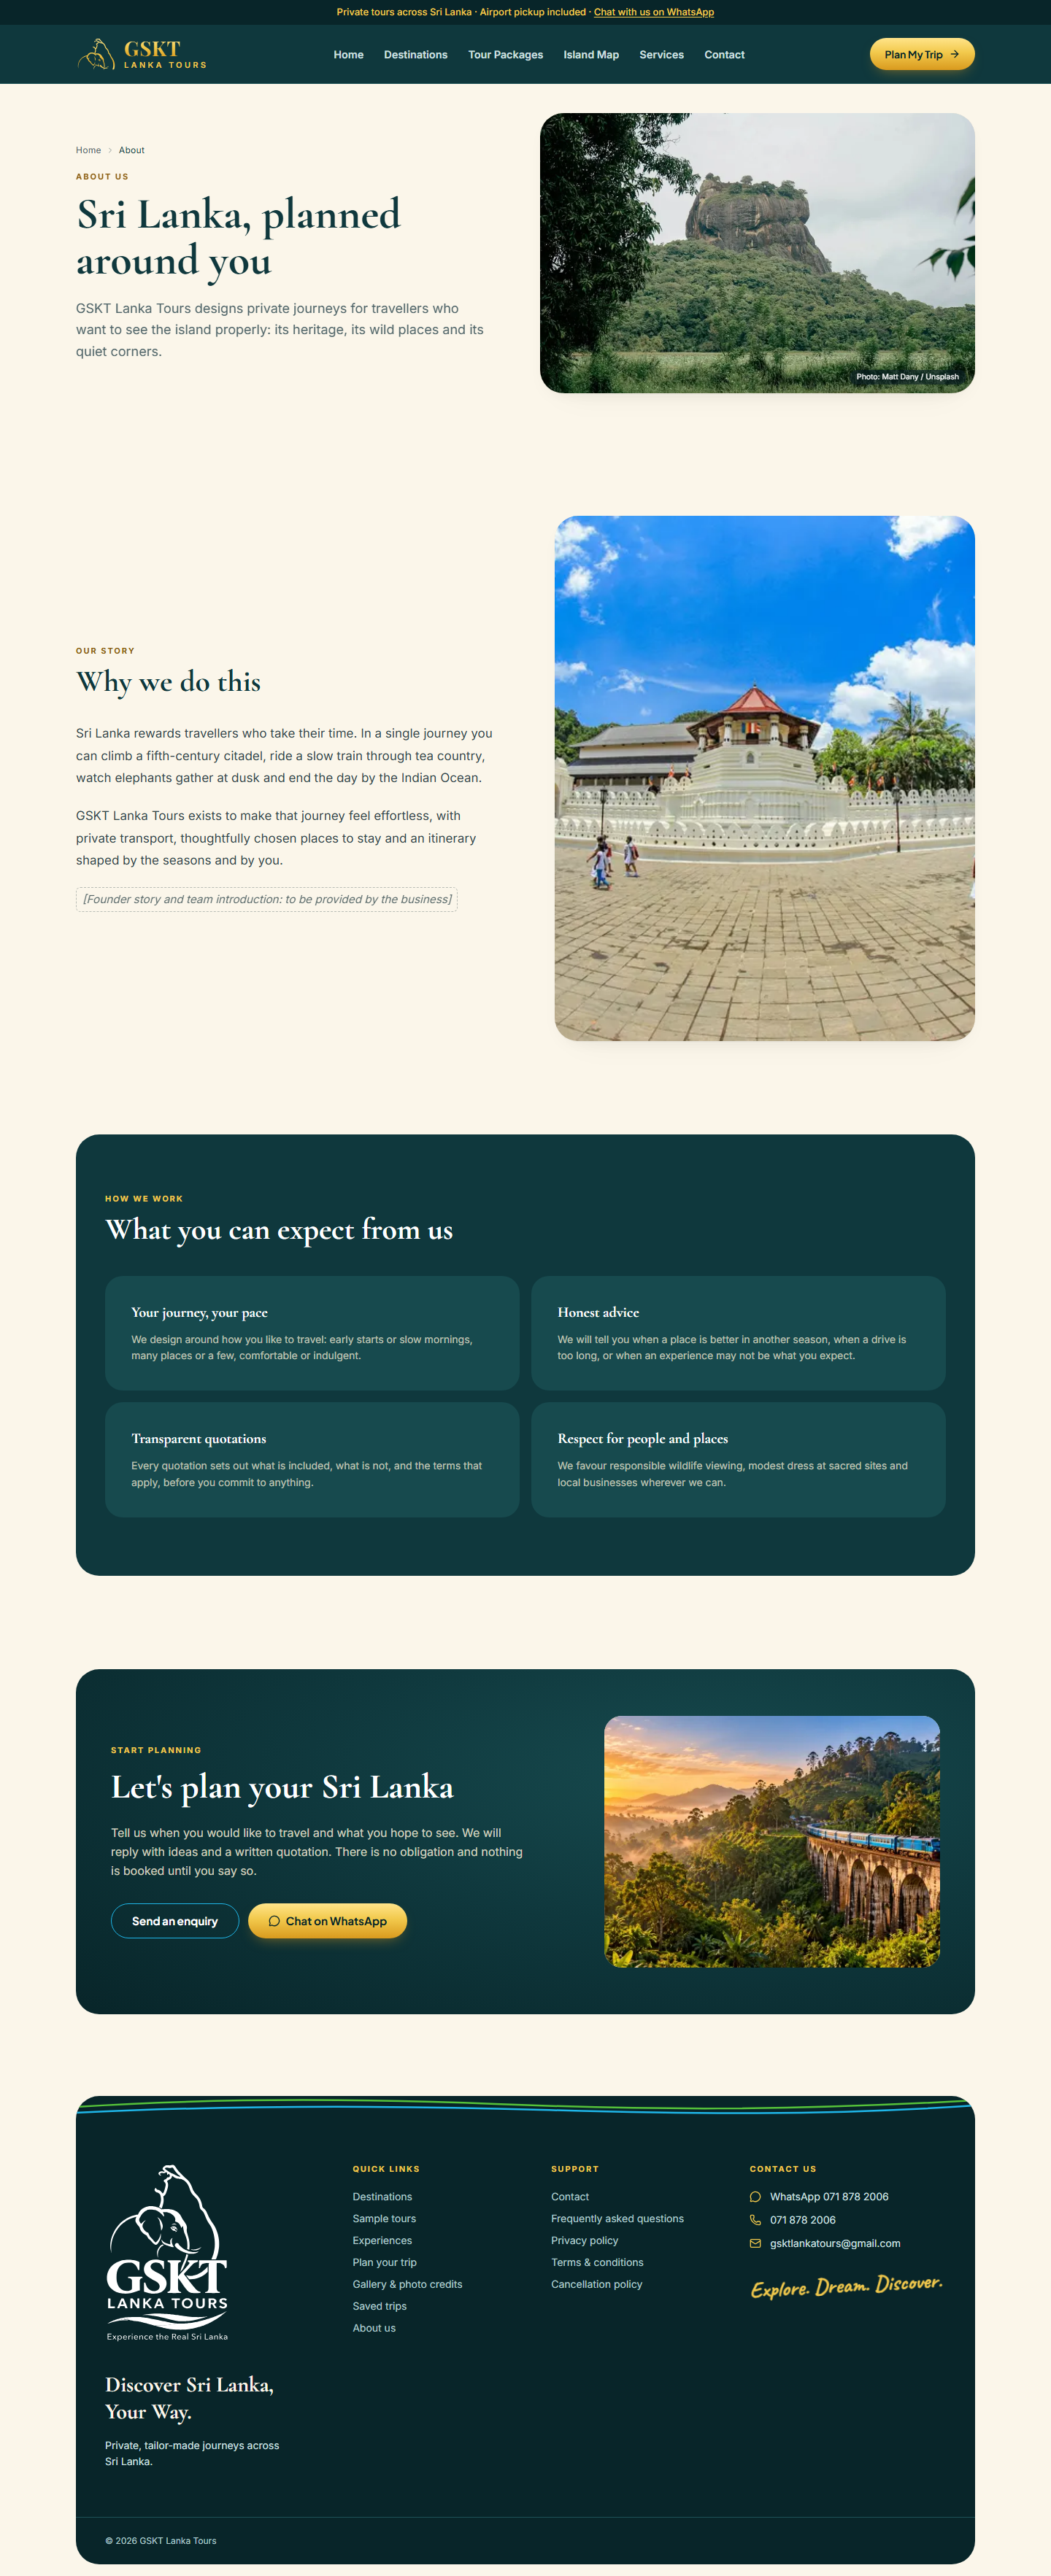 Private tours across Sri Lanka · Airport pickup included · Chat with us on WhatsApp
GSKT
LANKA TOURS
Home
Destinations
Tour Packages
Island Map
Services
Contact
Plan My Trip
Home
About
ABOUT US
Sri Lanka, planned
around you
GSKT Lanka Tours designs private journeys for travellers who
want to see the island properly: its heritage, its wild places and its
quiet corners.
Photo: Matt Dany / Unsplash
OUR STORY
Why we do this
Sri Lanka rewards travellers who take their time. In a single journey you
can climb a fifth-century citadel, ride a slow train through tea country,
watch elephants gather at dusk and end the day by the Indian Ocean.
GSKT Lanka Tours exists to make that journey feel effortless, with
private transport, thoughtfully chosen places to stay and an itinerary
shaped by the seasons and by you.
[Founder story and team introduction: to be provided by the business]
HOW WE WORK
What you can expect from us
Your journey, your pace
We design around how you like to travel: early starts or slow mornings,
many places or a few, comfortable or indulgent.
Honest advice
We will tell you when a place is better in another season, when a drive is
too long, or when an experience may not be what you expect.
Transparent quotations
Every quotation sets out what is included, what is not, and the terms that
apply, before you commit to anything.
Respect for people and places
We favour responsible wildlife viewing, modest dress at sacred sites and
local businesses wherever we can.
START PLANNING
Let's plan your Sri Lanka
Tell us when you would like to travel and what you hope to see. We will
reply with ideas and a written quotation. There is no obligation and nothing
is booked until you say so.
Send an enquiry
Chat on WhatsApp
GSKT
LANKA TOURS
Experience the Real Sri Lanka
Discover Sri Lanka,
Your Way.
Private, tailor-made journeys across
Sri Lanka.
QUICK LINKS
Destinations
Sample tours
Experiences
Plan your trip
Gallery & photo credits
Saved trips
About us
SUPPORT
Contact
Frequently asked questions
Privacy policy
Terms & conditions
Cancellation policy
CONTACT US
WhatsApp 071 878 2006
071 878 2006
gsktlankatours@gmail.com
Explore. Dream. Discover.
© 2026 GSKT Lanka Tours